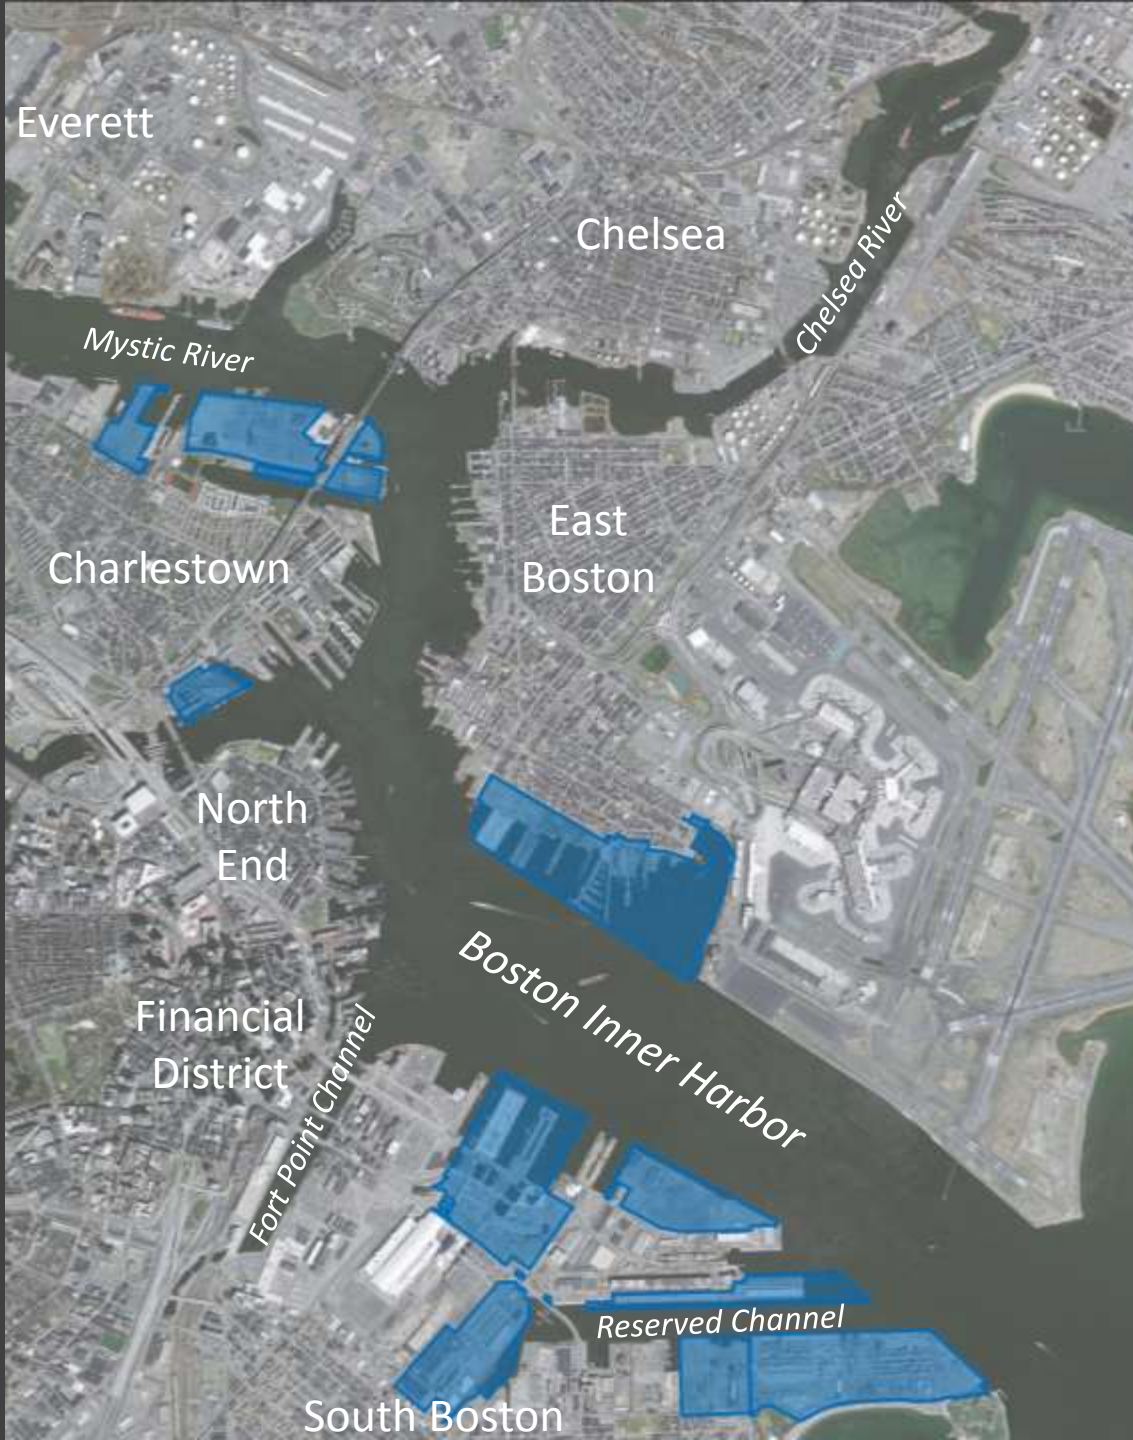 Everett
Chelsea
Chelsea River
Mystic River
East
Boston
Charlestown
North
End
Boston Inner Harbor
Financial
District
Fort Point Channel
Reserved Channel
South Boston